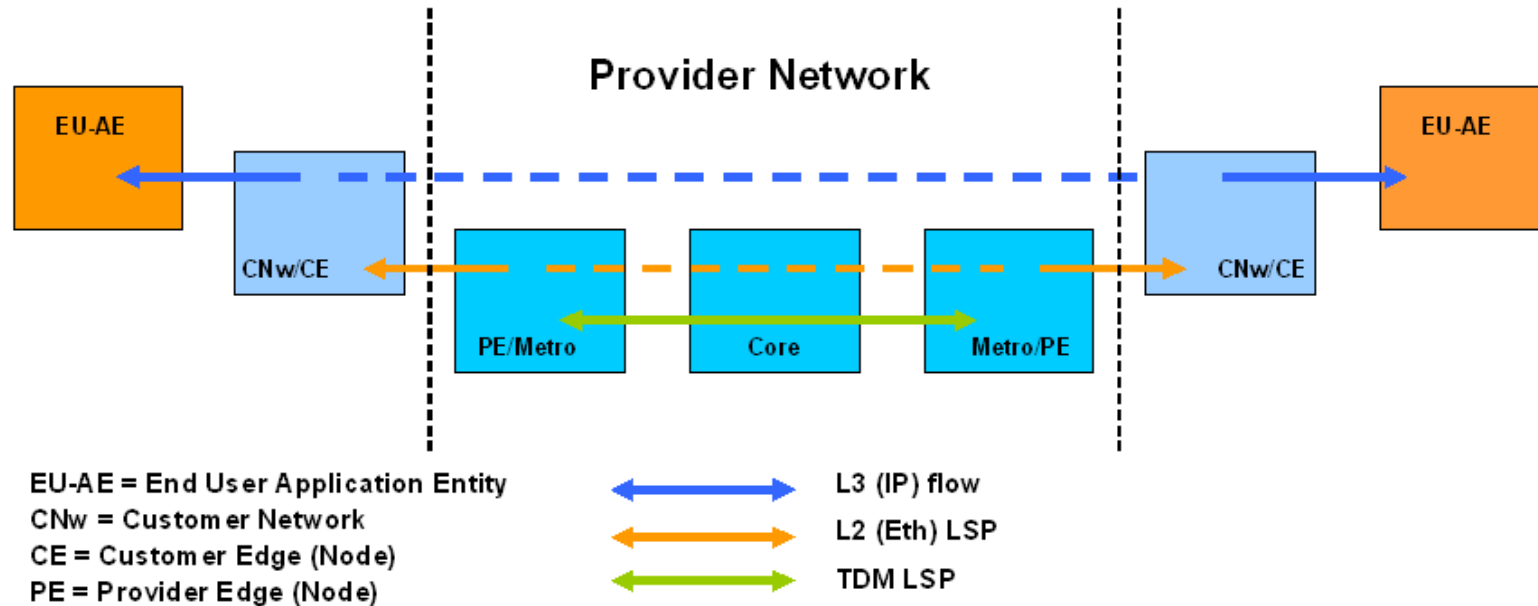 Provider Network
EU-AE
EU-AE
CNw/CE
CNw/CE
PE/Metro
Core
Metro/PE
EU-AE = End User Application Entity
CNw = Customer Network
CE = Customer Edge (Node)
PE = Provider Edge (Node)
L3 (IP) flow
L2 (Eth) LSP
TDM LSP